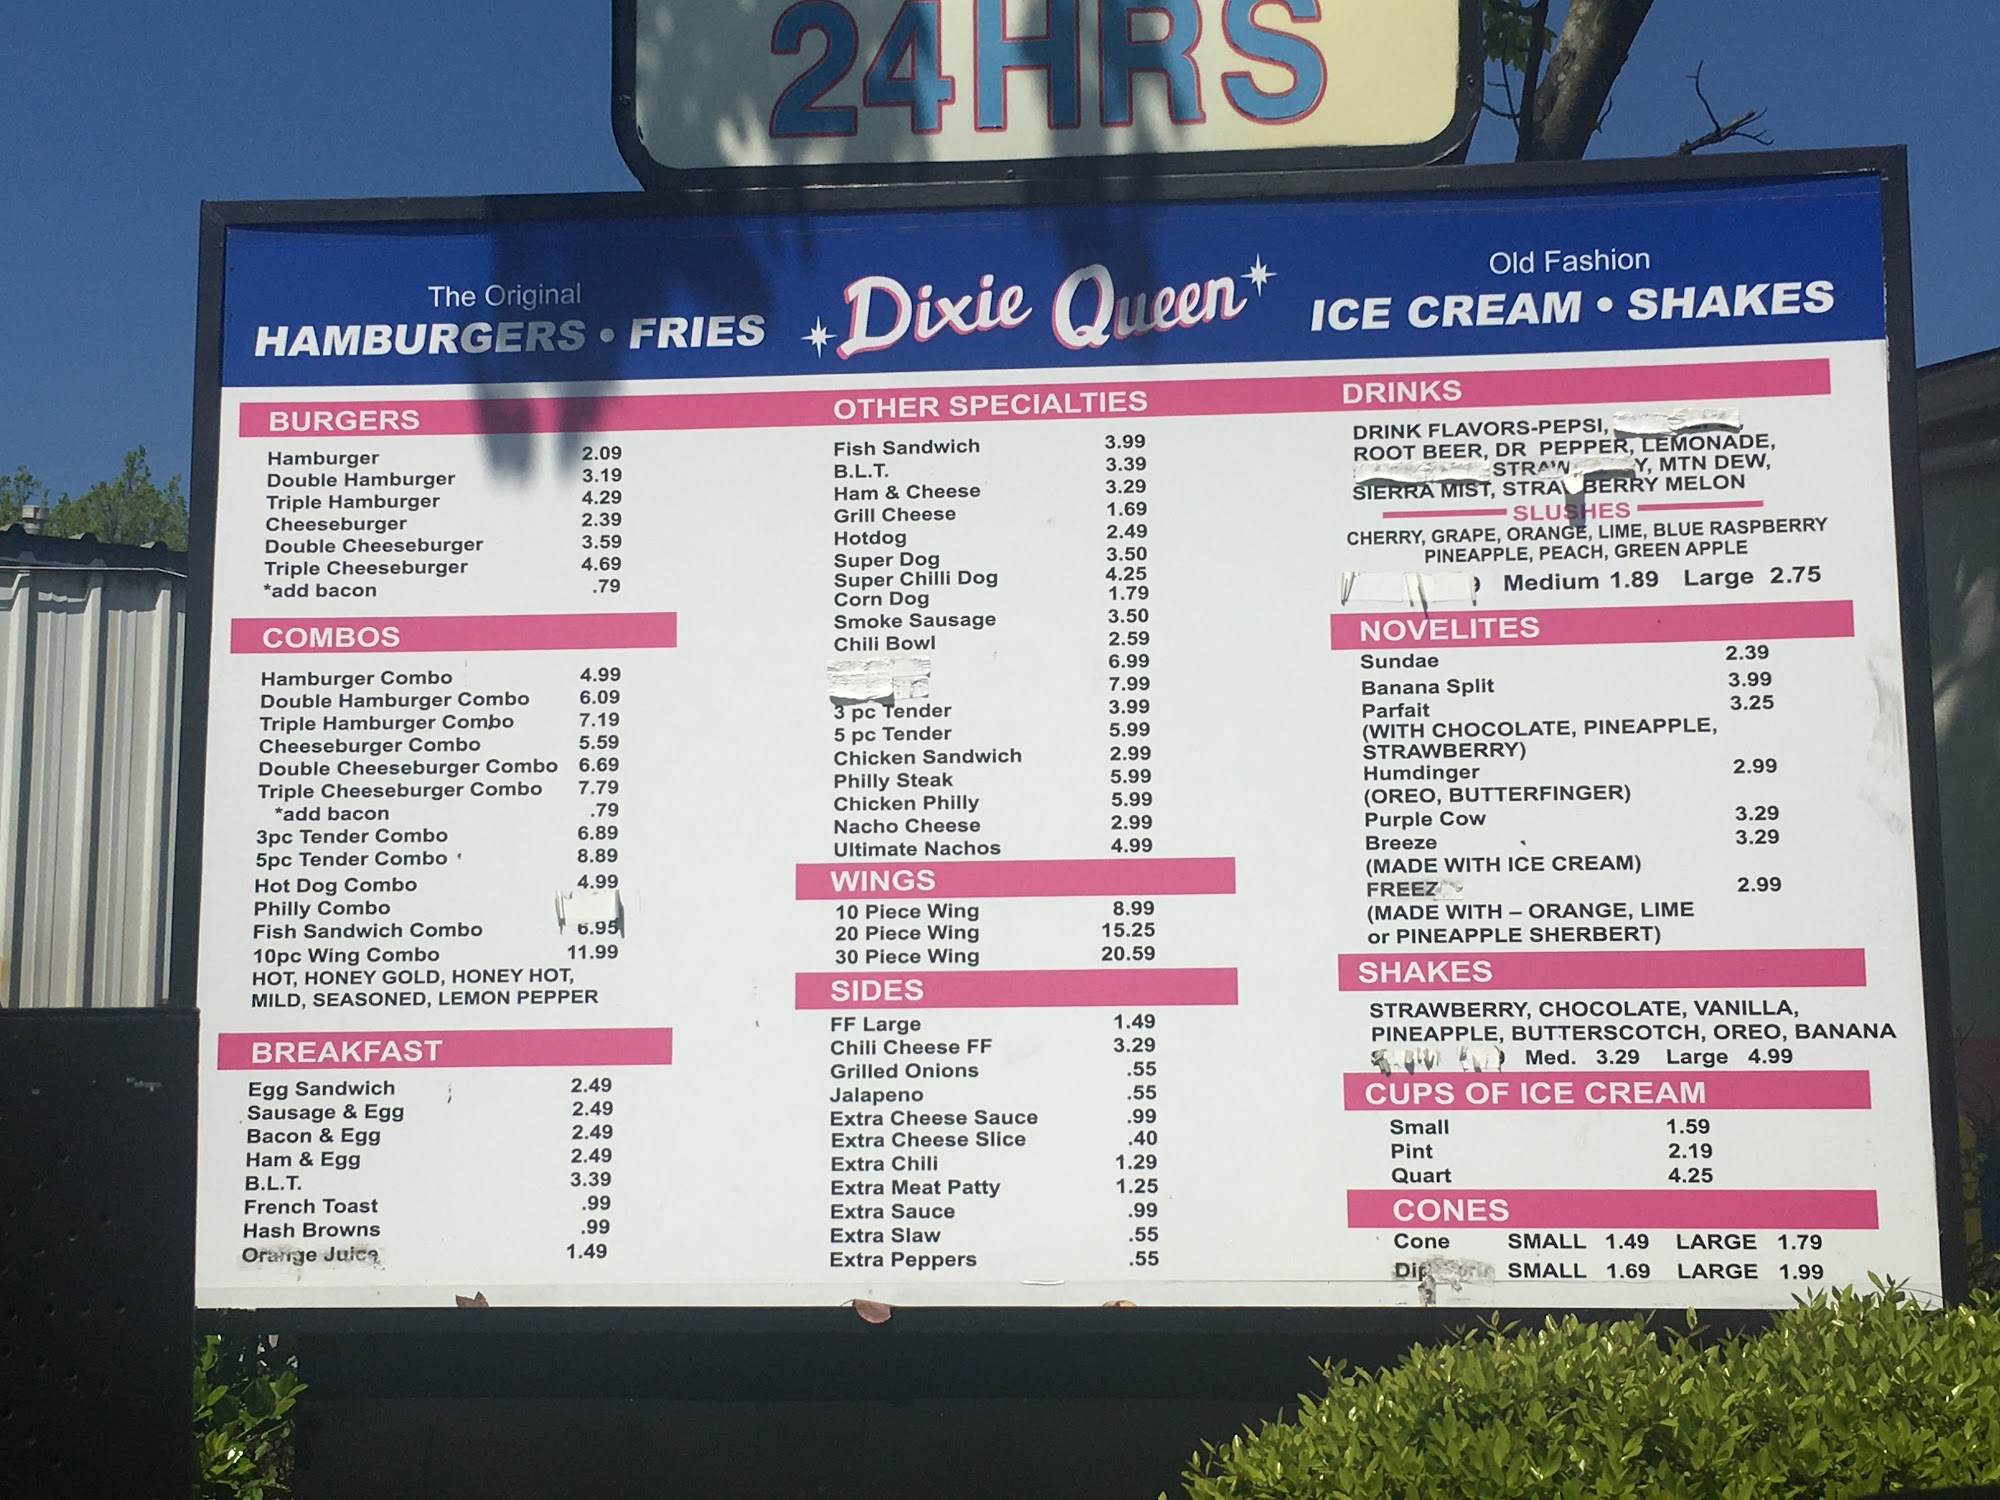 24HRS
The Original
HAMBURGERS • FRIES
Dixie Queen
Old Fashion
ICE CREAM • SHAKES
BURGERS
Hamburger 2.09
Double Hamburger 3.19
Triple Hamburger 4.29
Cheeseburger 2.39
Double Cheeseburger 3.59
Triple Cheeseburger 4.69
*add bacon .79
COMBOS
Hamburger Combo 4.99
Double Hamburger Combo 6.09
Triple Hamburger Combo 7.19
Cheeseburger Combo 5.59
Double Cheeseburger Combo 6.69
Triple Cheeseburger Combo 7.79
*add bacon .79
3pc Tender Combo 6.89
5pc Tender Combo 8.89
Hot Dog Combo 4.99
Philly Combo
Fish Sandwich Combo 6.95
10pc Wing Combo 11.99
HOT, HONEY GOLD, HONEY HOT,
MILD, SEASONED, LEMON PEPPER
BREAKFAST
Egg Sandwich 2.49
Sausage & Egg 2.49
Bacon & Egg 2.49
Ham & Egg 2.49
B.L.T. 3.39
French Toast .99
Hash Browns .99
Orange Juice 1.49
OTHER SPECIALTIES
Fish Sandwich 3.99
B.L.T. 3.39
Ham & Cheese 3.29
Grill Cheese 1.69
Hotdog 2.49
Super Dog 3.50
Super Chilli Dog 4.25
Corn Dog 1.79
Smoke Sausage 3.50
Chili Bowl 2.59
6.99
7.99
3 pc Tender 3.99
5 pc Tender 5.99
Chicken Sandwich 2.99
Philly Steak 5.99
Chicken Philly 5.99
Nacho Cheese 2.99
Ultimate Nachos 4.99
WINGS
10 Piece Wing 8.99
20 Piece Wing 15.25
30 Piece Wing 20.59
SIDES
FF Large 1.49
Chili Cheese FF 3.29
Grilled Onions .55
Jalapeno .55
Extra Cheese Sauce .99
Extra Cheese Slice .40
Extra Chili 1.29
Extra Meat Patty 1.25
Extra Sauce .99
Extra Slaw .55
Extra Peppers .55
DRINKS
DRINK FLAVORS-PEPSI,
ROOT BEER, DR PEPPER, LEMONADE,
MTN DEW,
SIERRA MIST, STRAWBERRY MELON
SLUSHES
CHERRY, GRAPE, ORANGE, LIME, BLUE RASPBERRY
PINEAPPLE, PEACH, GREEN APPLE
Medium 1.89 Large 2.75
NOVELITES
Sundae 2.39
Banana Split 3.99
Parfait 3.25
(WITH CHOCOLATE, PINEAPPLE,
STRAWBERRY)
Humdinger 2.99
(OREO, BUTTERFINGER)
Purple Cow 3.29
Breeze 3.29
(MADE WITH ICE CREAM)
FREEZ 2.99
(MADE WITH – ORANGE, LIME
or PINEAPPLE SHERBERT)
SHAKES
STRAWBERRY, CHOCOLATE, VANILLA,
PINEAPPLE, BUTTERSCOTCH, OREO, BANANA
Med. 3.29 Large 4.99
CUPS OF ICE CREAM
Small 1.59
Pint 2.19
Quart 4.25
CONES
Cone SMALL 1.49 LARGE 1.79
Dip SMALL 1.69 LARGE 1.99